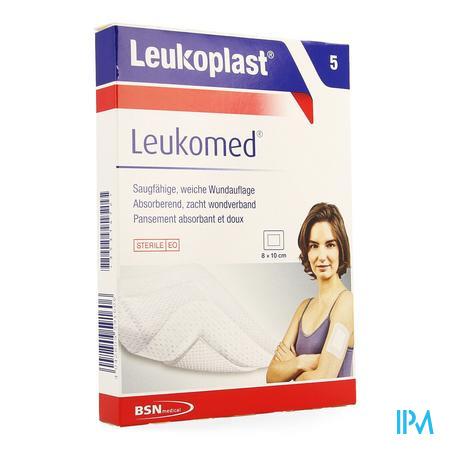 Leukoplast® 5
Leukomed®
Saugfähige, weiche Wundauflage
Absorberend, zacht wondverband
Pansement absorbant et doux
STERILE EO
8 x 10 cm
BSN medical
IPM